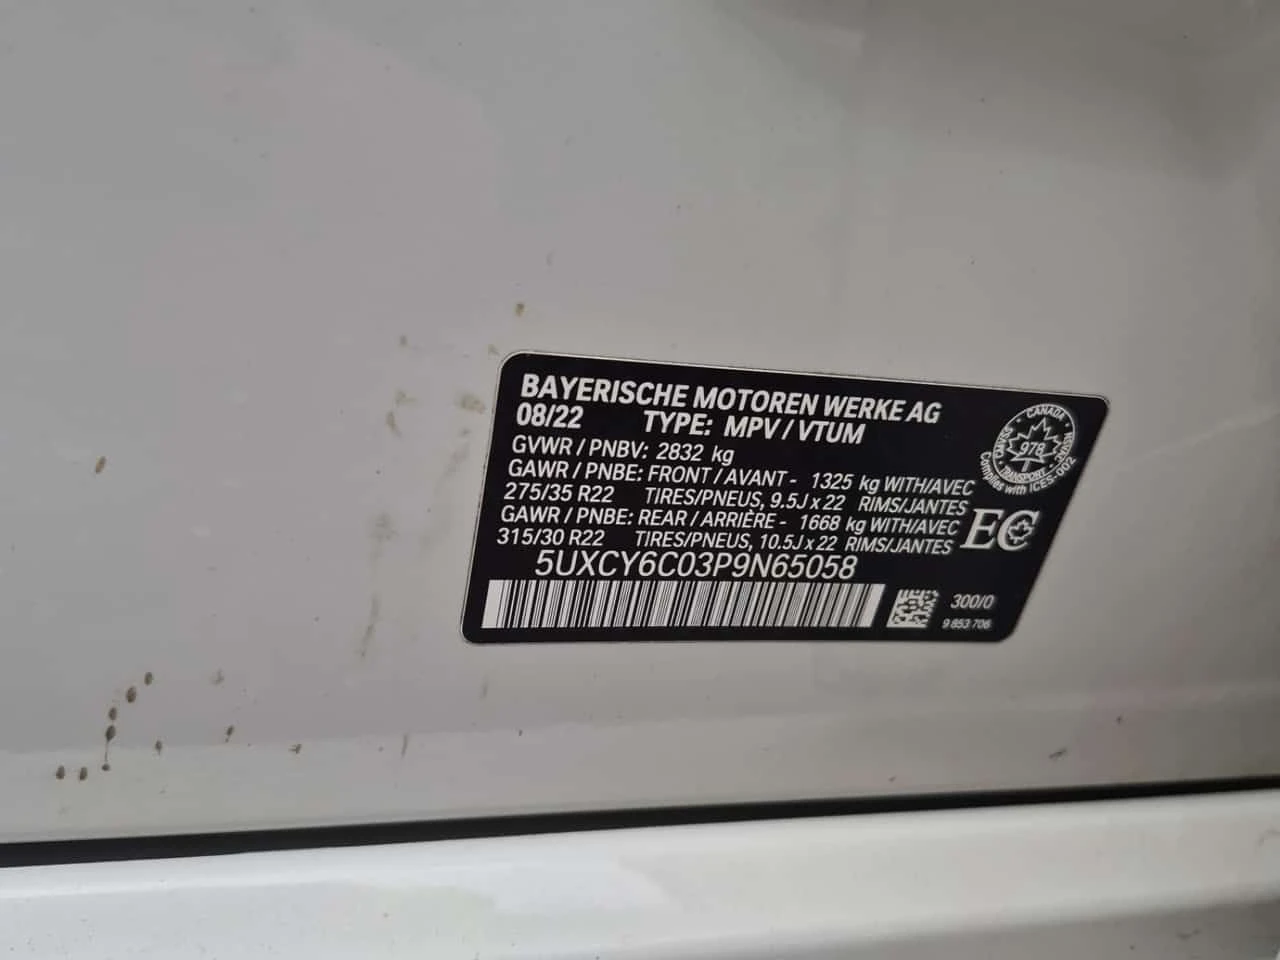 BAYERISCHE MOTOREN WERKE AG
08/22 TYPE: MPV / VTUM
GVWR / PNBV: 2832 kg
GAWR / PNBE: FRONT / AVANT - 1325 kg WITH/AVEC
275/35 R22 TIRES/PNEUS, 9.5J x 22 RIMS/JANTES
GAWR / PNBE: REAR / ARRIÈRE - 1668 kg WITH/AVEC
315/30 R22 TIRES/PNEUS, 10.5J x 22 RIMS/JANTES
5UXCY6C03P9N65058
CANADA
CMVSS
NSVAC
978
TRANSPORT
Complies with ICES-002
EC
300/0
9 853 706